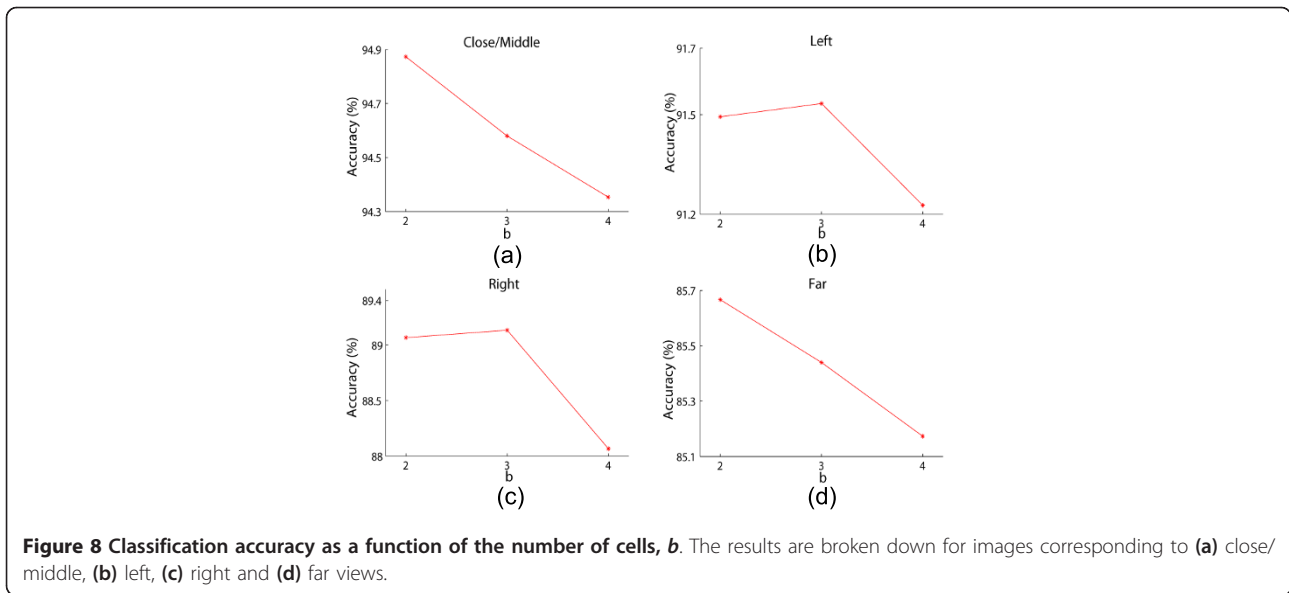 Close/Middle
94.9
94.7
94.5
94.3
Accuracy (%)
2
3
4
b
(a)
Left
91.7
91.5
91.2
Accuracy (%)
2
3
4
b
(b)
Right
89.4
89
88.5
88
Accuracy (%)
2
3
4
b
(c)
Far
85.7
85.5
85.3
85.1
Accuracy (%)
2
3
4
b
(d)
Figure 8 Classification accuracy as a function of the number of cells, b. The results are broken down for images corresponding to (a) close/
middle, (b) left, (c) right and (d) far views.